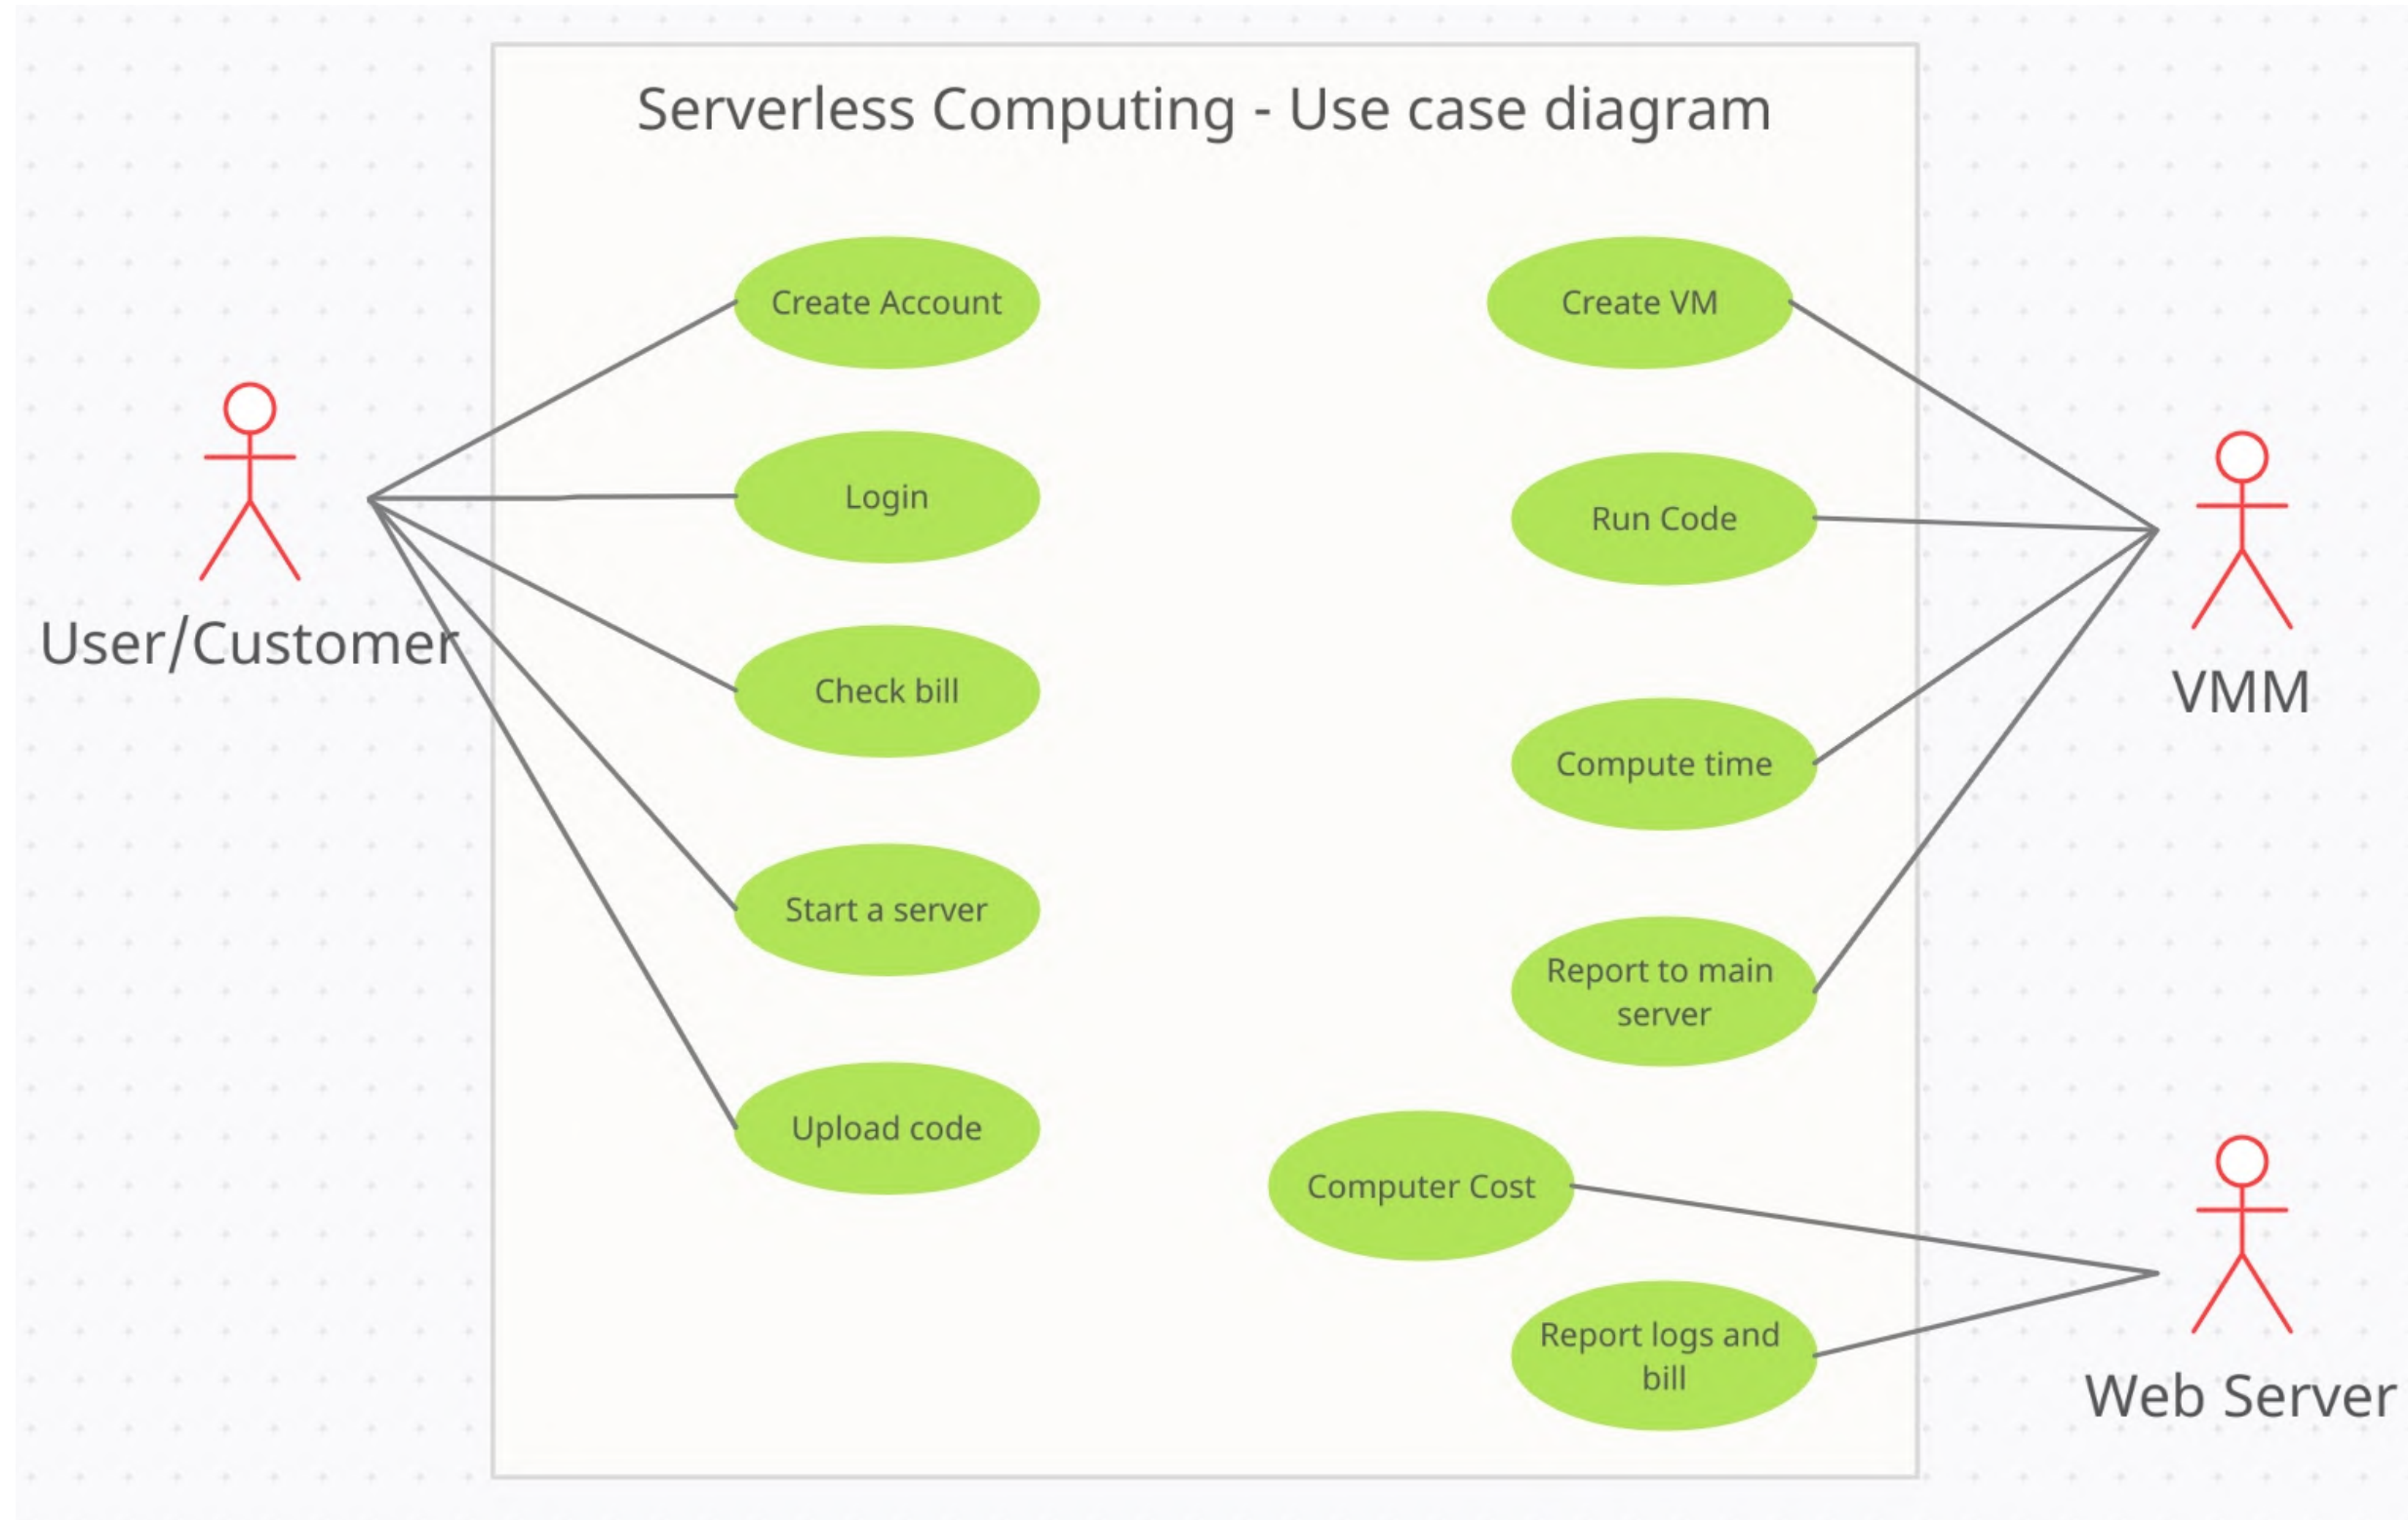 Serverless Computing - Use case diagram
Create Account
Login
Check bill
Start a server
Upload code
User/Customer
Create VM
Run Code
Compute time
Report to main
server
VMM
Computer Cost
Report logs and
bill
Web Server